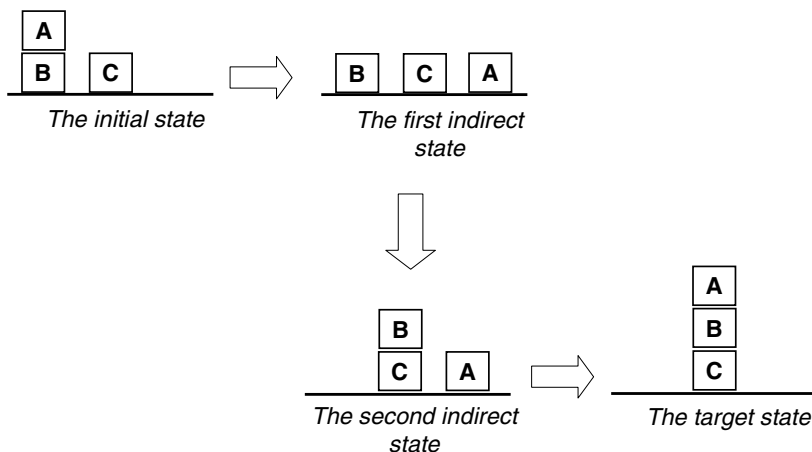 A
B C
B C A
The initial state
The first indirect
state
B
C A
A
B
C
The second indirect
state
The target state